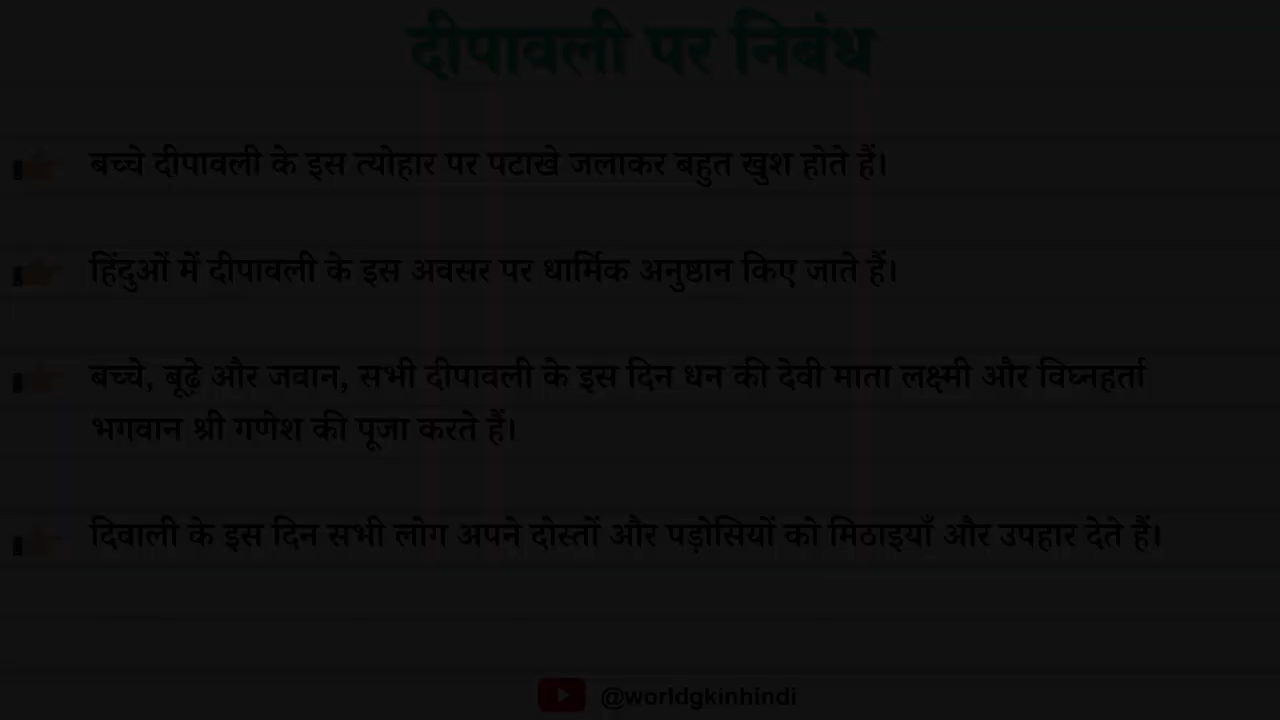 दीपावली पर निबंध
बच्चे दीपावली के इस त्योहार पर पटाखे जलाकर बहुत खुश होते हैं।
हिंदुओं में दीपावली के इस अवसर पर धार्मिक अनुष्ठान किए जाते हैं।
बच्चे, बूढ़े और जवान, सभी दीपावली के इस दिन धन की देवी माता लक्ष्मी और विघ्नहर्ता
भगवान श्री गणेश की पूजा करते हैं।
दिवाली के इस दिन सभी लोग अपने दोस्तों और पड़ोसियों को मिठाइयाँ और उपहार देते हैं।
@worldgkinhindi